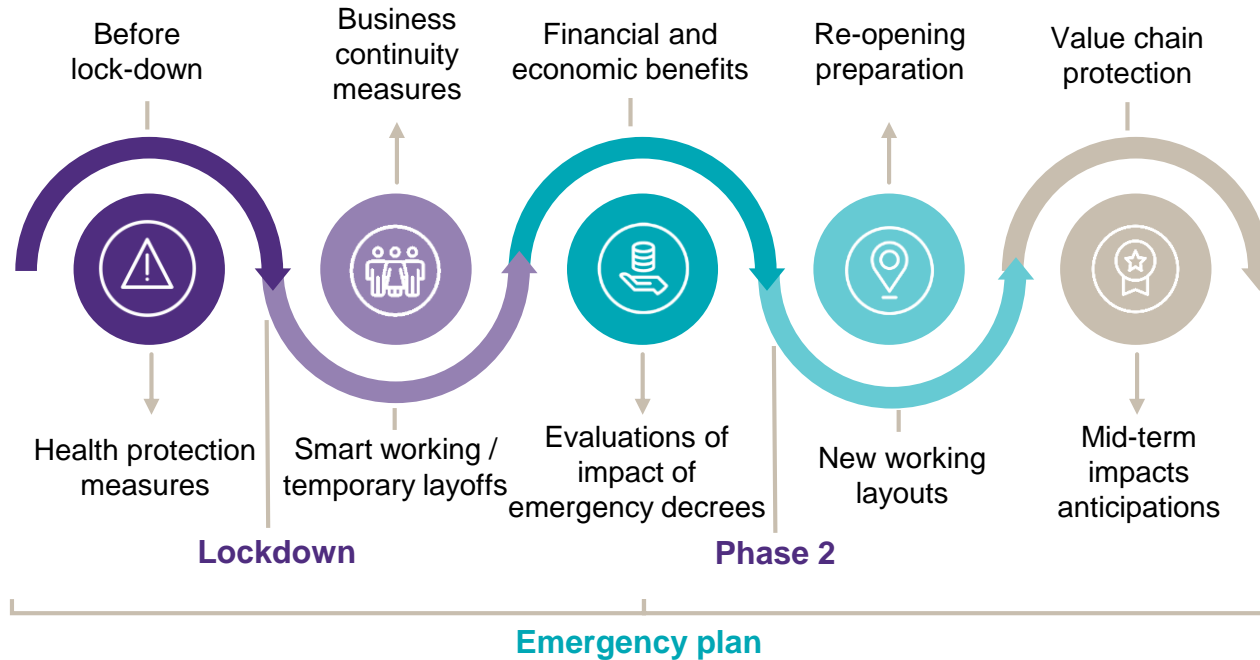 Before
lock-down
Business
continuity
measures
Financial and
economic benefits
Re-opening
preparation
Value chain
protection
Health protection
measures
Smart working /
temporary layoffs
Evaluations of
impact of
emergency decrees
New working
layouts
Mid-term
impacts
anticipations
Lockdown
Phase 2
Emergency plan